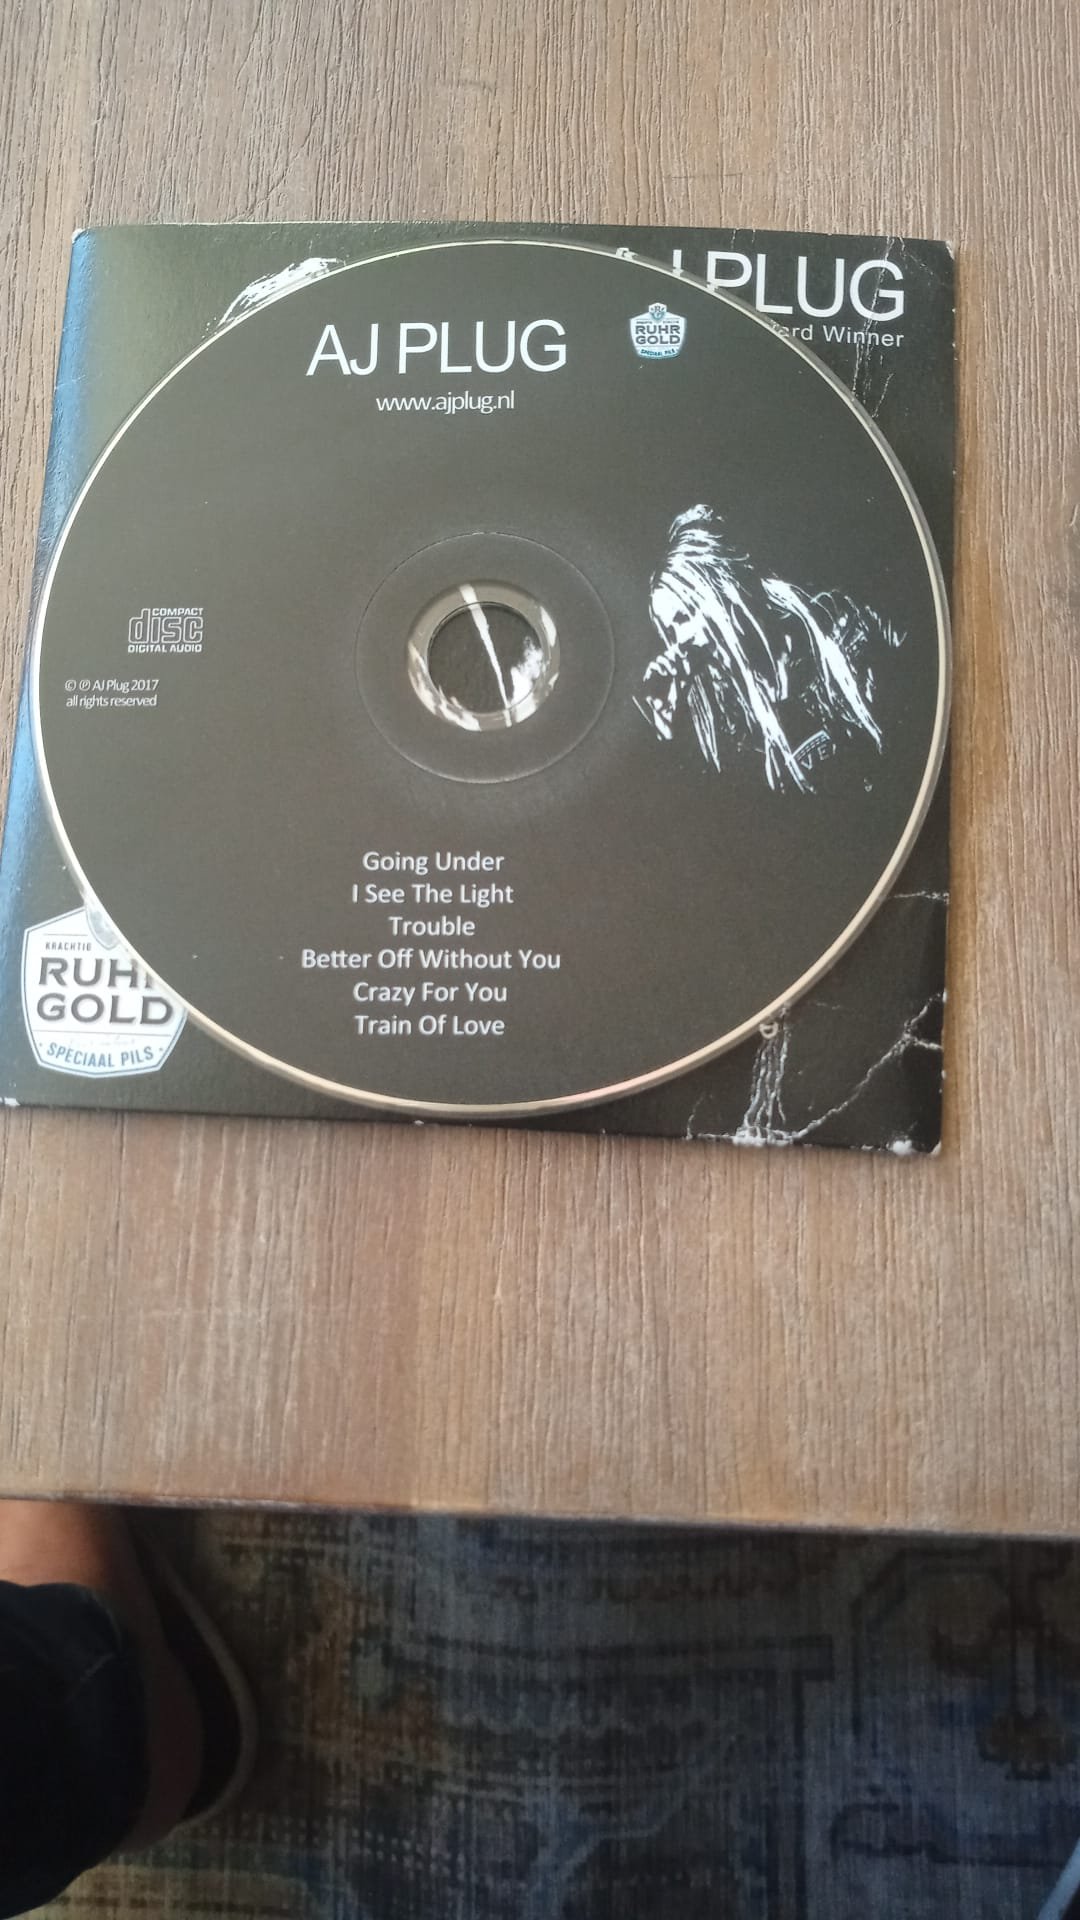 PLUG
Winner
AJ PLUG
www.ajplug.nl
RUHR
GOLD
SPECIAAL PILS
COMPACT
disc
DIGITAL AUDIO
© ℗ AJ Plug 2017
all rights reserved
Going Under
I See The Light
Trouble
Better Off Without You
Crazy For You
Train Of Love
KRACHTIG
RUHR
GOLD
SPECIAAL PILS